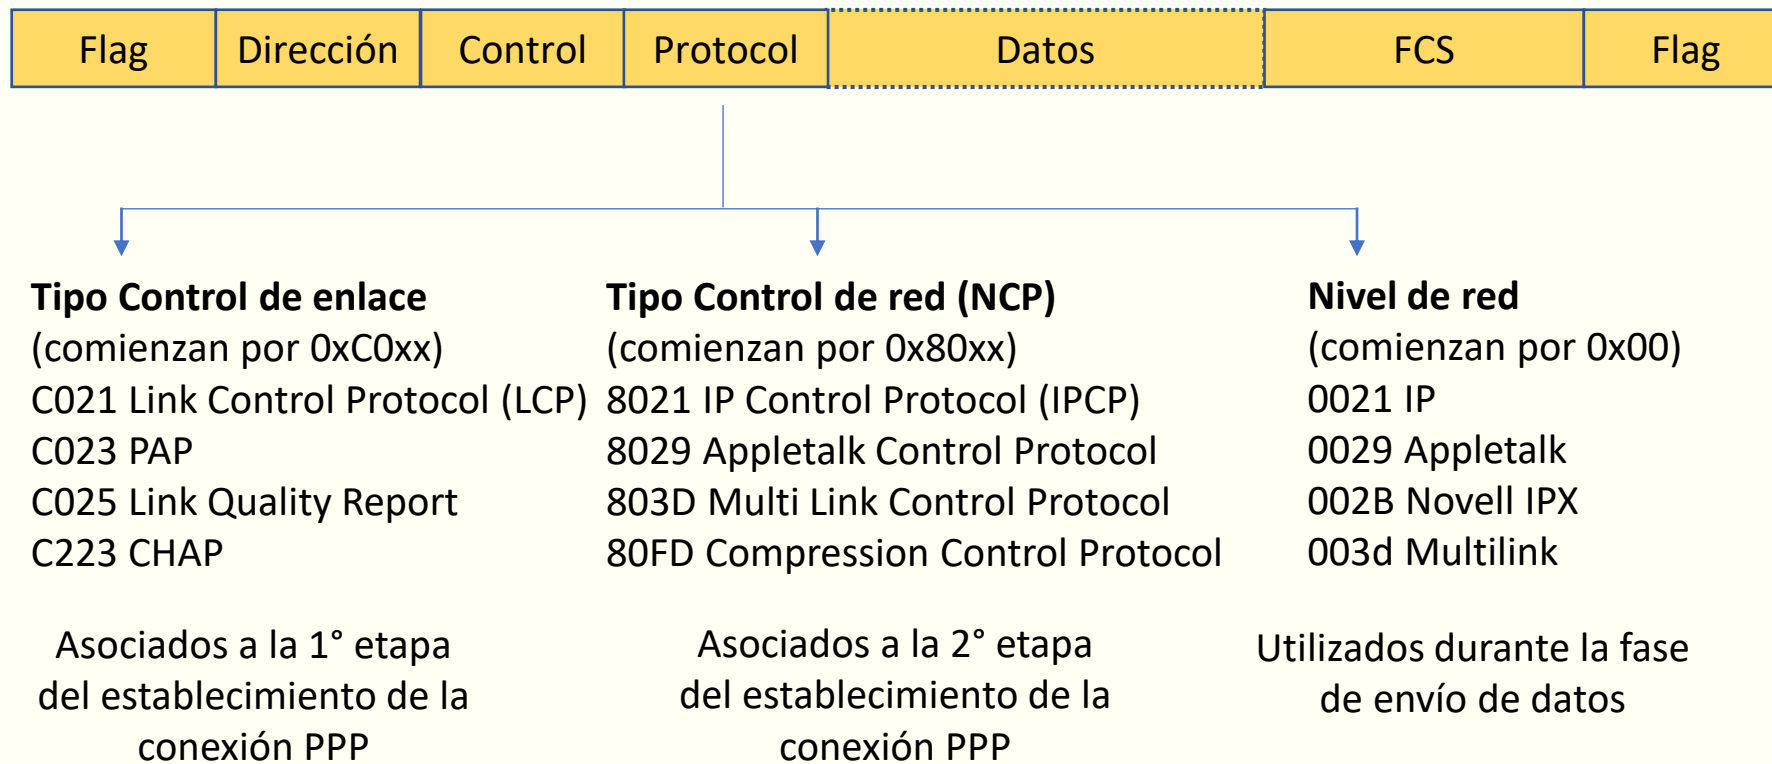 Flag Dirección Control Protocol Datos FCS Flag
Tipo Control de enlace
(comienzan por 0xC0xx)
C021 Link Control Protocol (LCP)
C023 PAP
C025 Link Quality Report
C223 CHAP
Asociados a la 1° etapa
del establecimiento de la
conexión PPP
Tipo Control de red (NCP)
(comienzan por 0x80xx)
8021 IP Control Protocol (IPCP)
8029 Appletalk Control Protocol
803D Multi Link Control Protocol
80FD Compression Control Protocol
Asociados a la 2° etapa
del establecimiento de la
conexión PPP
Nivel de red
(comienzan por 0x00)
0021 IP
0029 Appletalk
002B Novell IPX
003d Multilink
Utilizados durante la fase
de envío de datos